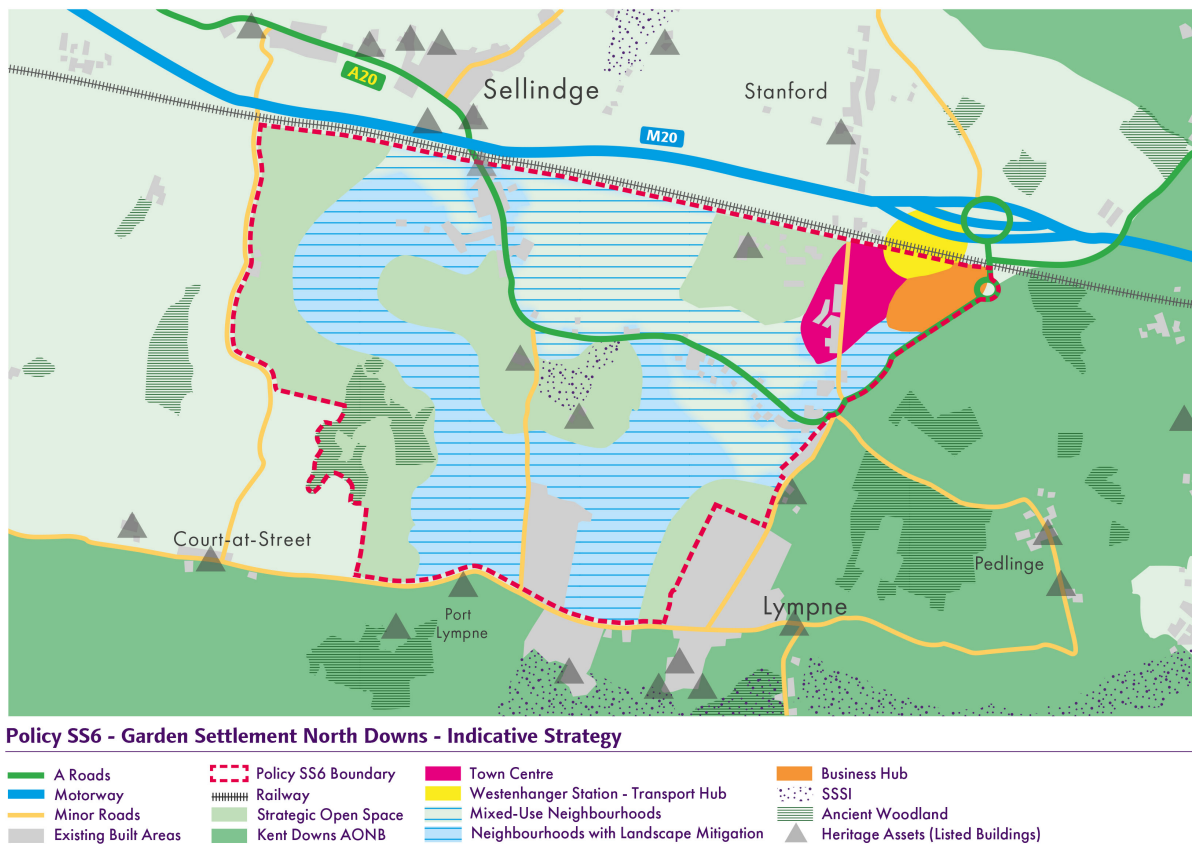 A20
Sellindge
Stanford
M20
Court-at-Street
Port
Lympne
Pedlinge
Lympne
Policy SS6 - Garden Settlement North Downs - Indicative Strategy
A Roads
Motorway
Minor Roads
Existing Built Areas
Policy SS6 Boundary
Railway
Strategic Open Space
Kent Downs AONB
Town Centre
Westenhanger Station - Transport Hub
Mixed-Use Neighbourhoods
Neighbourhoods with Landscape Mitigation
Business Hub
SSSI
Ancient Woodland
Heritage Assets (Listed Buildings)